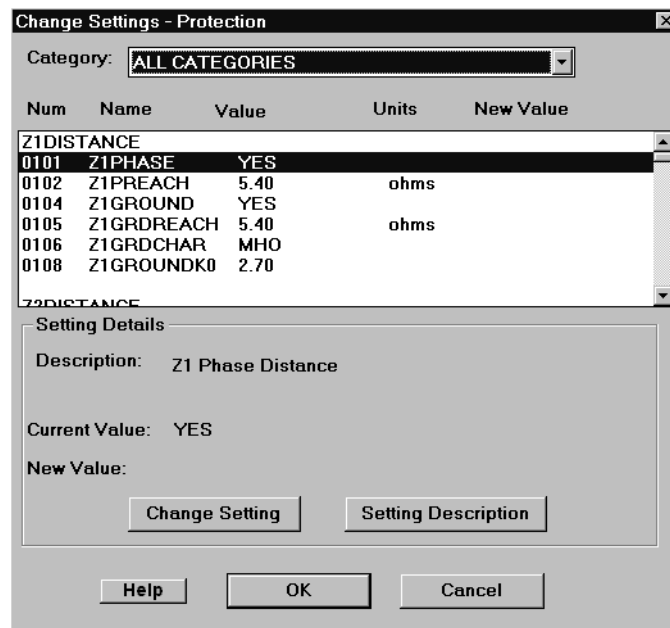 Change Settings - Protection
Category: ALL CATEGORIES
Num Name Value Units New Value
Z1DISTANCE
0101 Z1PHASE YES
0102 Z1PREACH 5.40 ohms
0104 Z1GROUND YES
0105 Z1GRDREACH 5.40 ohms
0106 Z1GRDCHAR MHO
0108 Z1GROUNDK0 2.70
Z2DISTANCE
Setting Details
Description: Z1 Phase Distance
Current Value: YES
New Value:
Change Setting Setting Description
Help OK Cancel